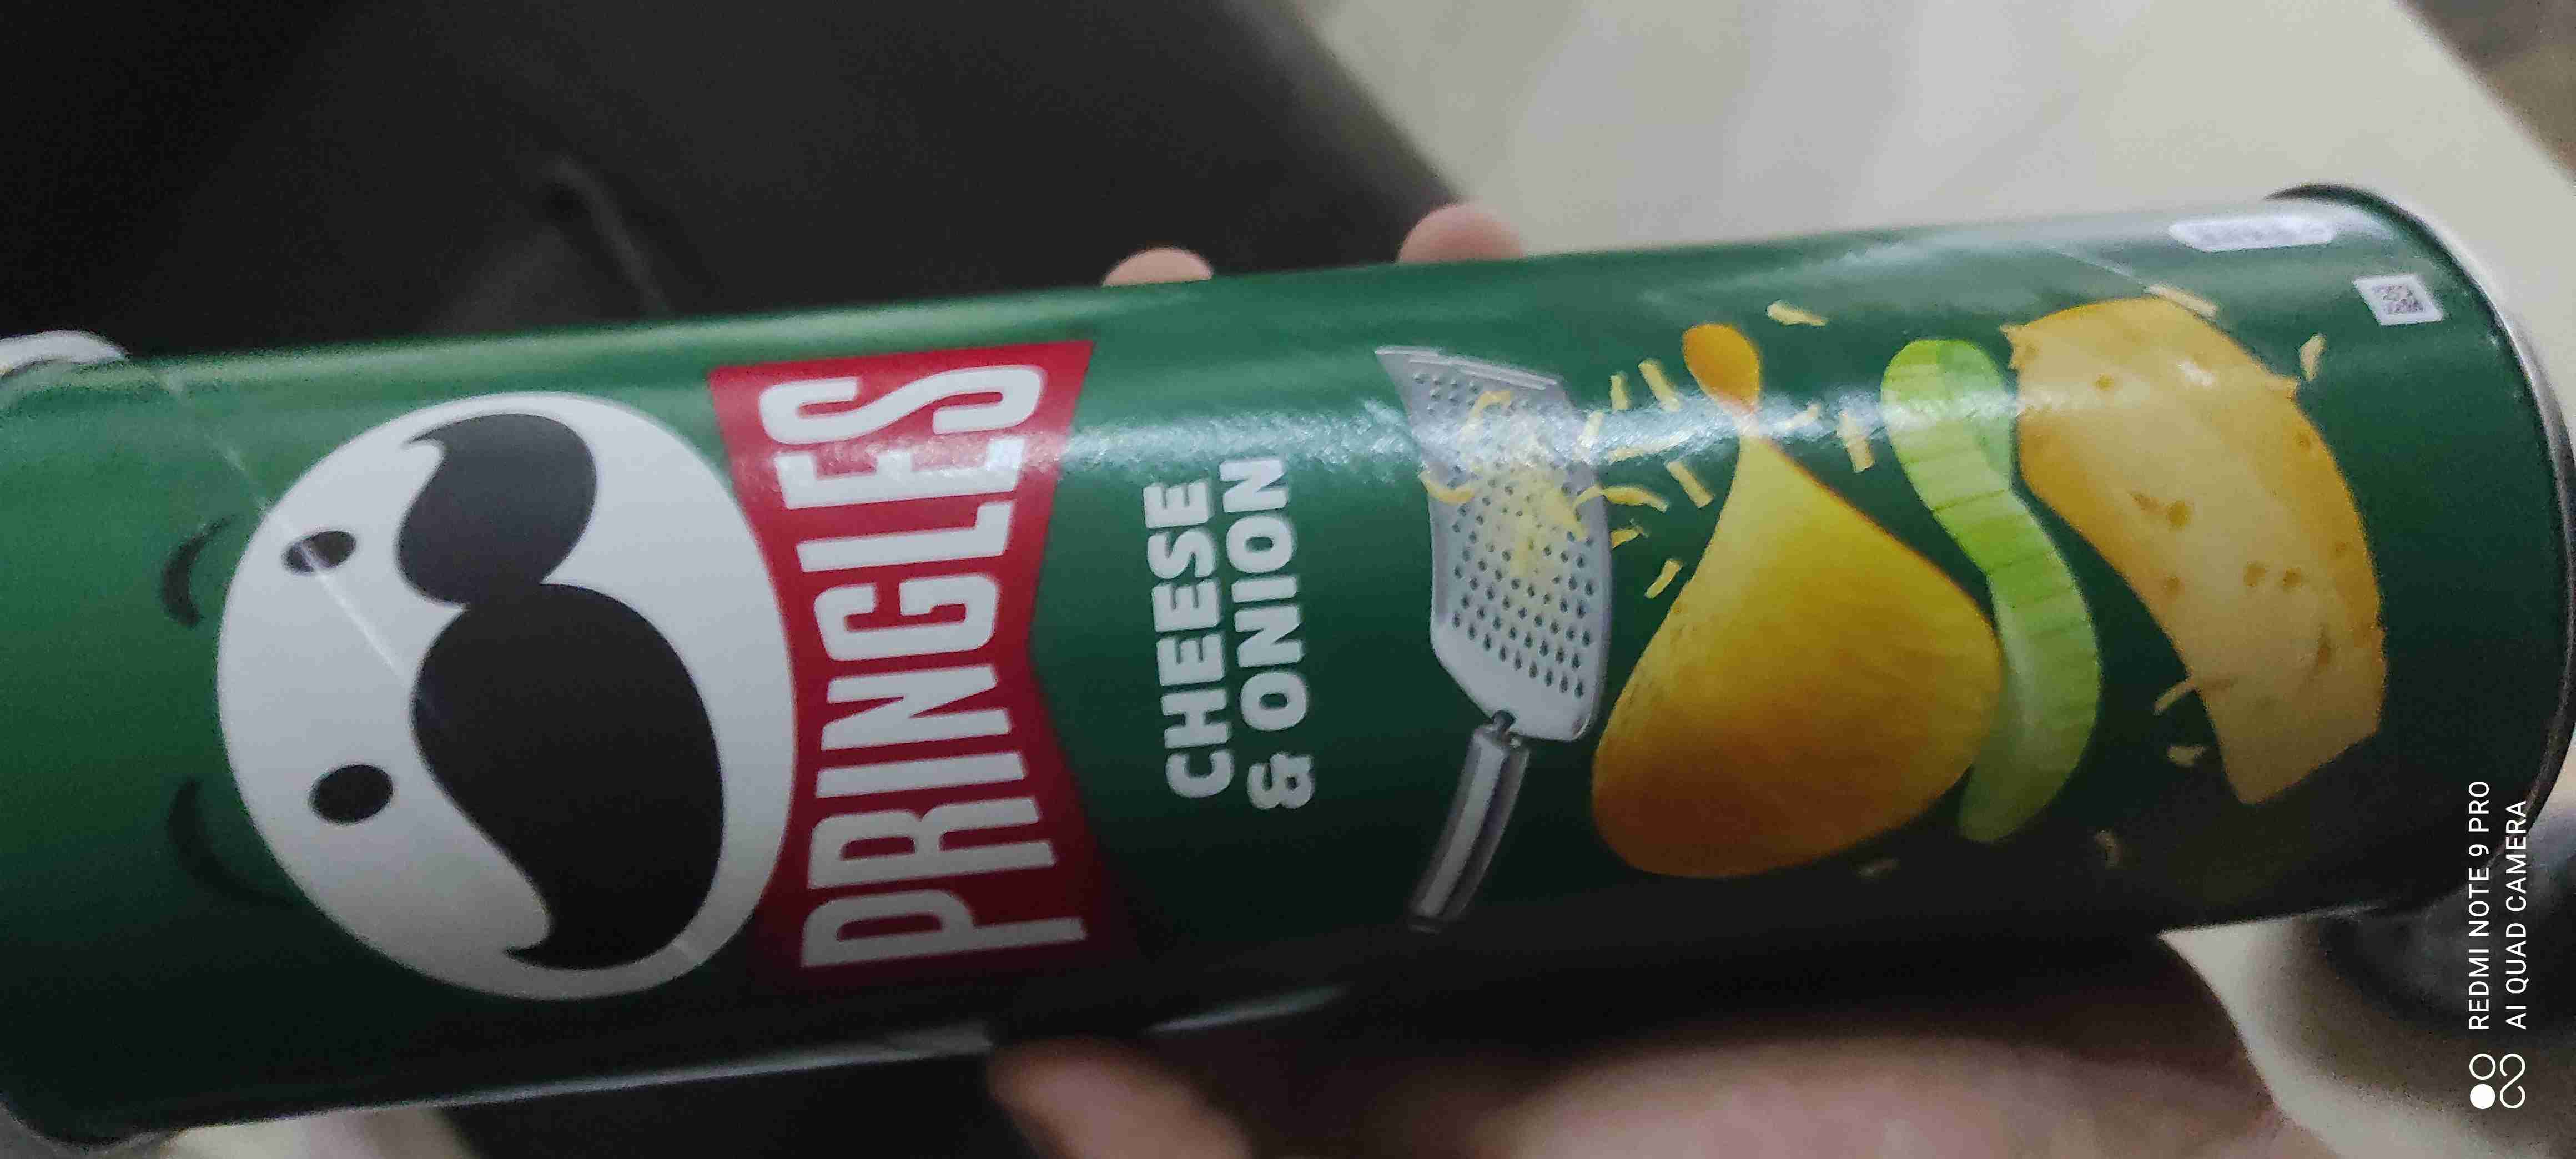 PRINGLES
CHEESE
& ONION
REDMI NOTE 9 PRO
AI QUAD CAMERA